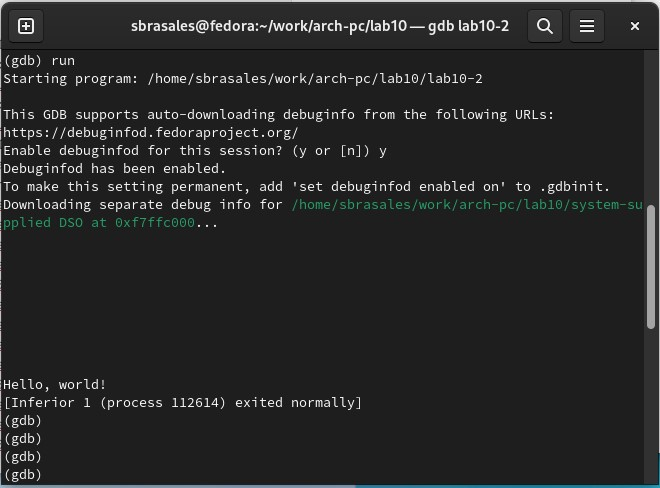 sbrasales@fedora:~/work/arch-pc/lab10 — gdb lab10-2
(gdb) run
Starting program: /home/sbrasales/work/arch-pc/lab10/lab10-2
This GDB supports auto-downloading debuginfo from the following URLs:
https://debuginfod.fedoraproject.org/
Enable debuginfod for this session? (y or [n]) y
Debuginfod has been enabled.
To make this setting permanent, add 'set debuginfod enabled on' to .gdbinit.
Downloading separate debug info for /home/sbrasales/work/arch-pc/lab10/system-su
pplied DSO at 0xf7ffc000...
Hello, world!
[Inferior 1 (process 112614) exited normally]
(gdb)
(gdb)
(gdb)
(gdb)